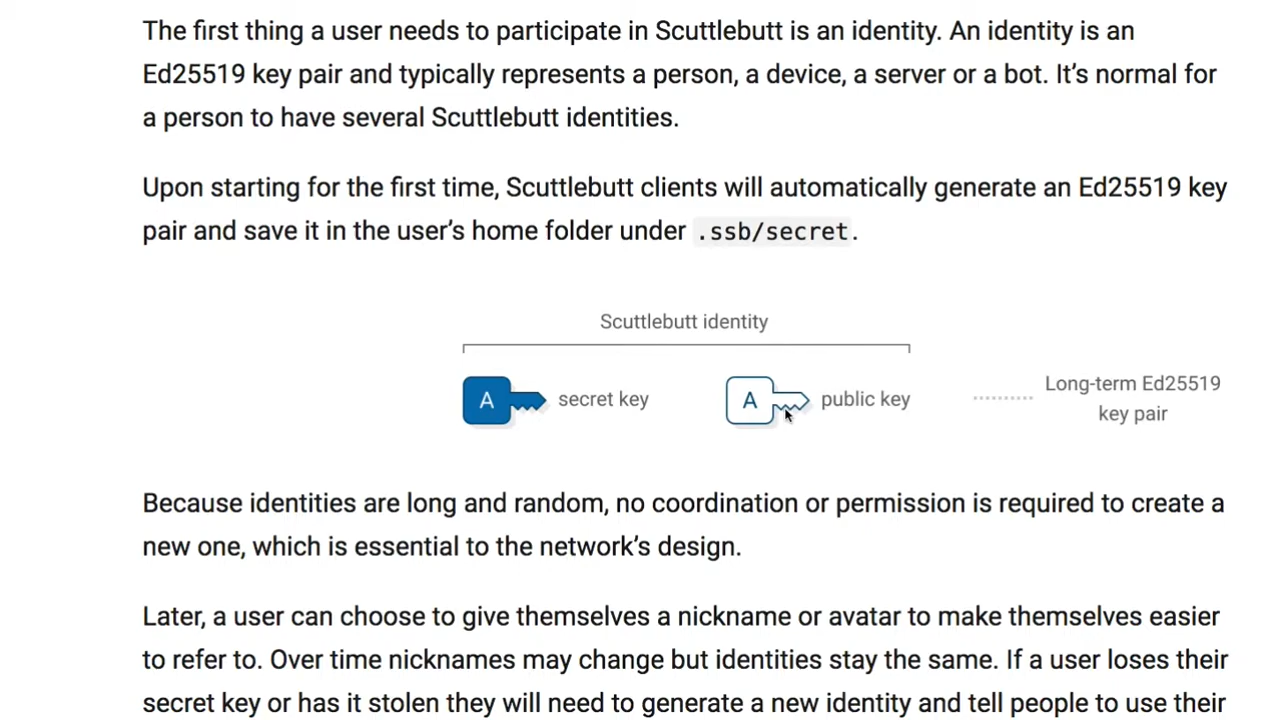 The first thing a user needs to participate in Scuttlebutt is an identity. An identity is an
Ed25519 key pair and typically represents a person, a device, a server or a bot. It’s normal for
a person to have several Scuttlebutt identities.
Upon starting for the first time, Scuttlebutt clients will automatically generate an Ed25519 key
pair and save it in the user’s home folder under .ssb/secret.
Scuttlebutt identity
A secret key A public key Long-term Ed25519
key pair
Because identities are long and random, no coordination or permission is required to create a
new one, which is essential to the network’s design.
Later, a user can choose to give themselves a nickname or avatar to make themselves easier
to refer to. Over time nicknames may change but identities stay the same. If a user loses their
secret key or has it stolen they will need to generate a new identity and tell people to use their